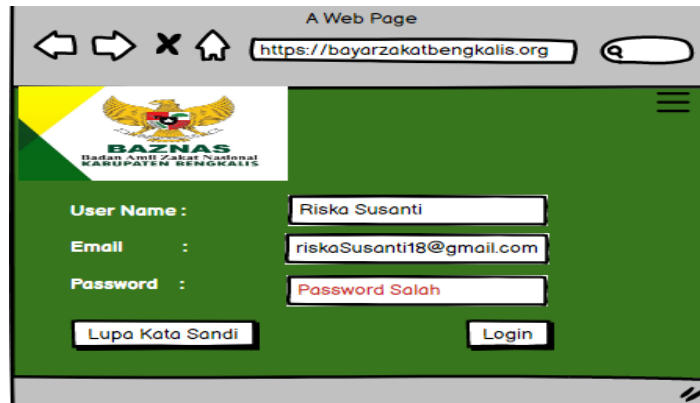 A Web Page
https://bayarzakatbengkalis.org
BAZNAS
Badan Amil Zakat Nasional
KABUPATEN BENGKALIS
User Name : Riska Susanti
Email : riskaSusanti18@gmail.com
Password : Password Salah
Lupa Kata Sandi Login